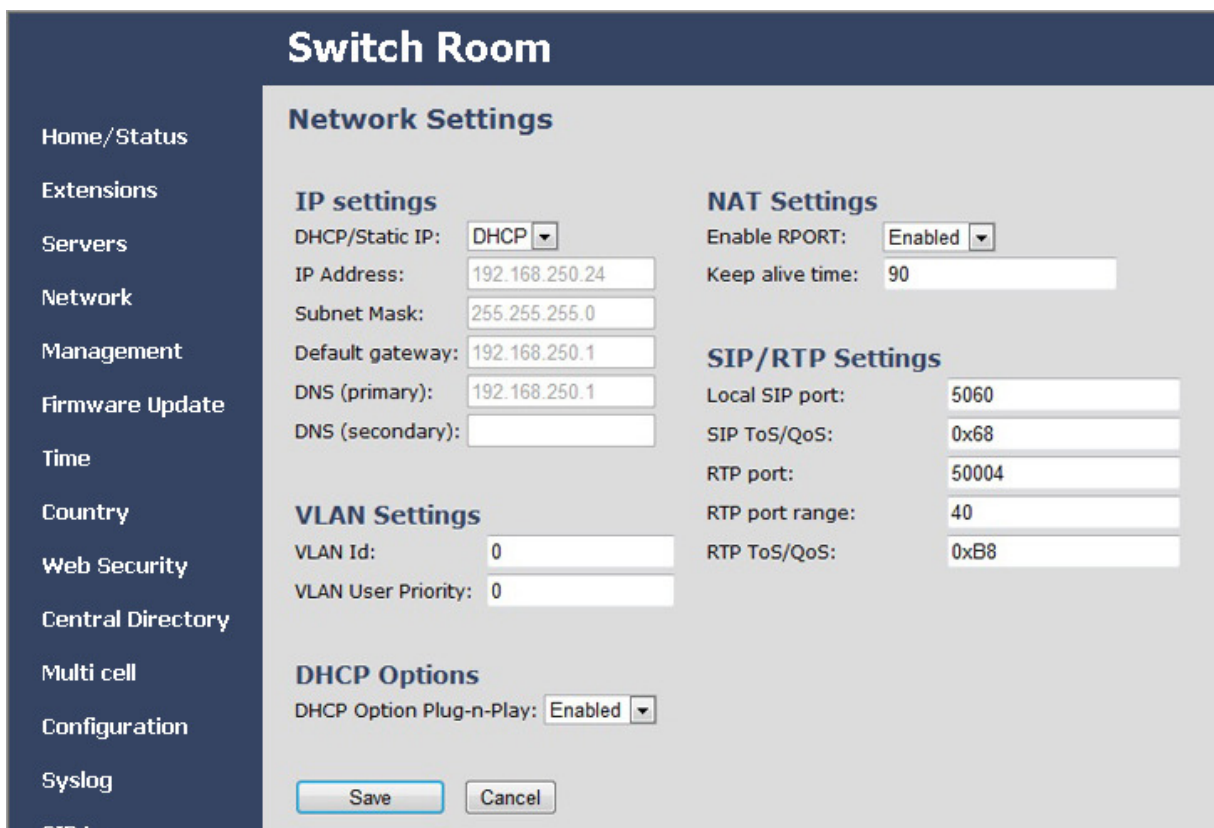 Switch Room
Home/Status
Extensions
Servers
Network
Management
Firmware Update
Time
Country
Web Security
Central Directory
Multi cell
Configuration
Syslog
Network Settings
IP settings
DHCP/Static IP: DHCP
IP Address: 192.168.250.24
Subnet Mask: 255.255.255.0
Default gateway: 192.168.250.1
DNS (primary): 192.168.250.1
DNS (secondary):
VLAN Settings
VLAN Id: 0
VLAN User Priority: 0
DHCP Options
DHCP Option Plug-n-Play: Enabled
Save Cancel
NAT Settings
Enable RPORT: Enabled
Keep alive time: 90
SIP/RTP Settings
Local SIP port: 5060
SIP ToS/QoS: 0x68
RTP port: 50004
RTP port range: 40
RTP ToS/QoS: 0xB8